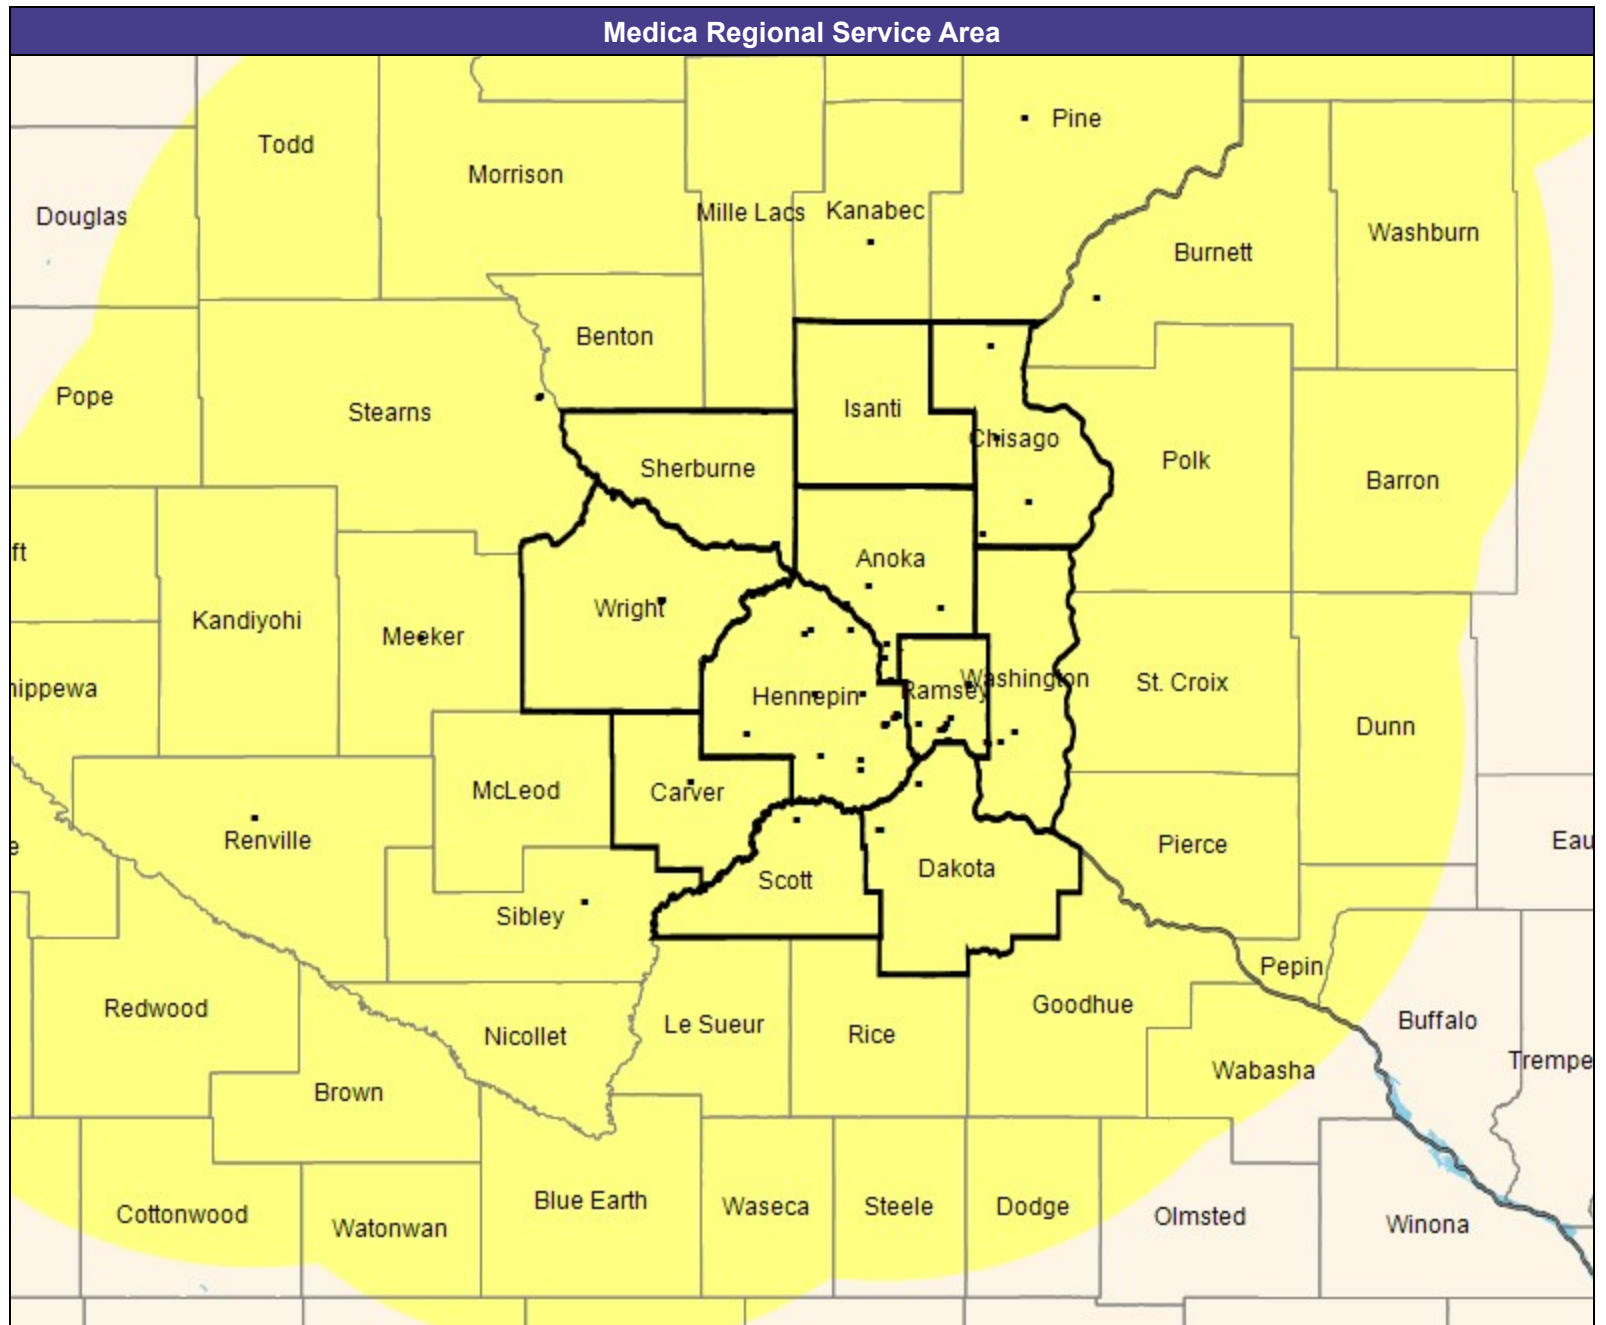 Medica Regional Service Area
Pine
Todd
Morrison
Mille Lacs
Kanabec
Douglas
Washburn
Burnett
Benton
Pope
Stearns
Isanti
Chisago
Sherburne
Polk
Barron
ft
Anoka
Wright
Kandiyohi
Meeker
hippewa
Hennepin
Ramsey
Washington
St. Croix
Dunn
McLeod
Carver
Renville
e
Pierce
Eau
Scott
Dakota
Sibley
Pepin
Redwood
Goodhue
Nicollet
Le Sueur
Rice
Buffalo
Trempe
Wabasha
Brown
Cottonwood
Watonwan
Blue Earth
Waseca
Steele
Dodge
Olmsted
Winona